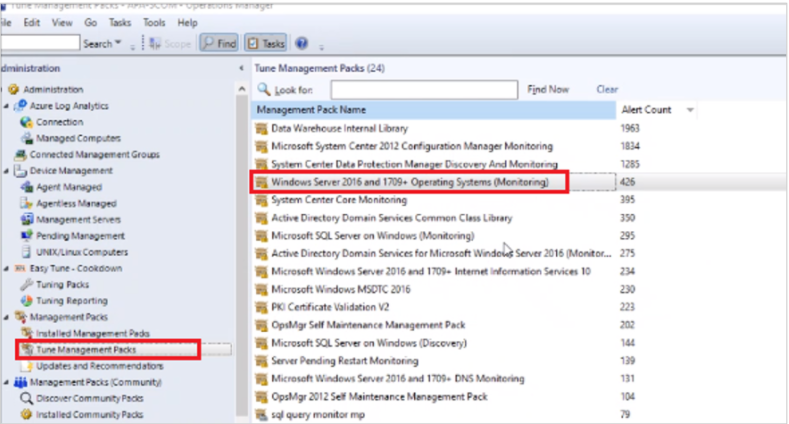 Tune Management Packs - APA-SCOM - Operations Manager
ile Edit View Go Tasks Tools Help
Search Scope Find Tasks
dministration
Administration
Azure Log Analytics
Connection
Managed Computers
Connected Management Groups
Device Management
Agent Managed
Agentless Managed
Management Servers
Pending Management
UNIX/Linux Computers
Easy Tune - Cookdown
Tuning Packs
Tuning Reporting
Management Packs
Installed Management Packs
Tune Management Packs
Updates and Recommendations
Management Packs (Community)
Discover Community Packs
Installed Community Packs
Tune Management Packs (24)
Look for: Find Now Clear
Management Pack Name Alert Count
Data Warehouse Internal Library 1963
Microsoft System Center 2012 Configuration Manager Monitoring 1834
System Center Data Protection Manager Discovery And Monitoring 1285
Windows Server 2016 and 1709+ Operating Systems (Monitoring) 426
System Center Core Monitoring 395
Active Directory Domain Services Common Class Library 350
Microsoft SQL Server on Windows (Monitoring) 295
Active Directory Domain Services for Microsoft Windows Server 2016 (Monitor... 275
Microsoft Windows Server 2016 and 1709+ Internet Information Services 10 234
Microsoft Windows MSDTC 2016 230
PKI Certificate Validation V2 223
OpsMgr Self Maintenance Management Pack 202
Microsoft SQL Server on Windows (Discovery) 144
Server Pending Restart Monitoring 139
Microsoft Windows Server 2016 and 1709+ DNS Monitoring 131
OpsMgr 2012 Self Maintenance Management Pack 104
sql query monitor mp 79